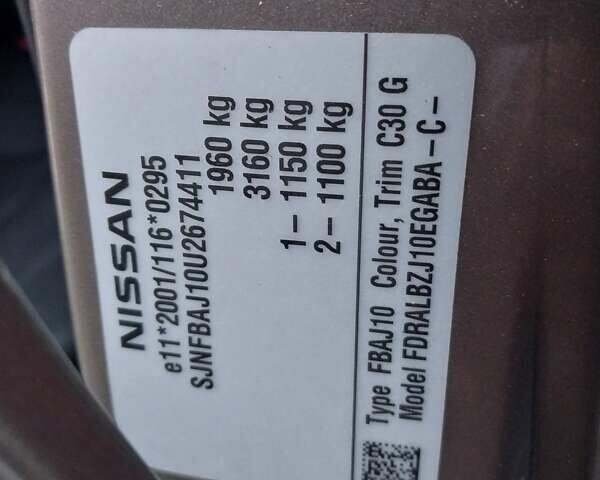 NISSAN
e11*2001/116*0295
SJNFBAJ10U2674411
1960 kg
3160 kg
1– 1150 kg
2– 1100 kg
Type FBAJ10 Colour, Trim C30 G
Model FDRALBZJ10EGABA – C –